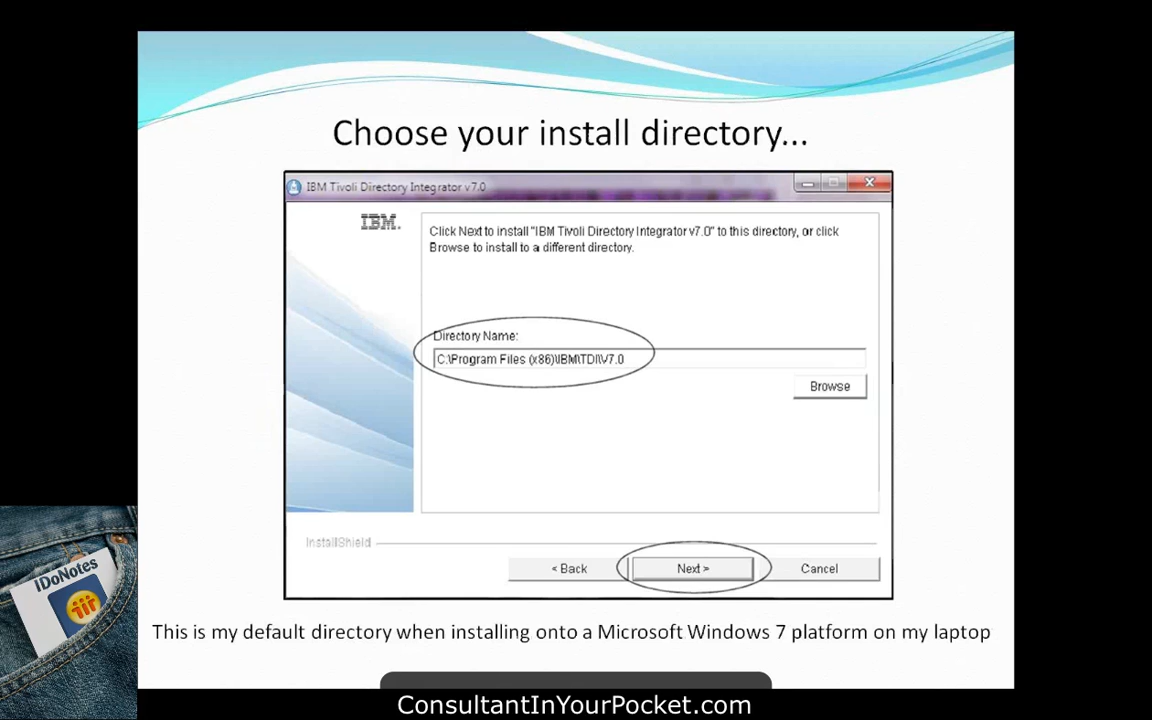 Choose your install directory...
IBM Tivoli Directory Integrator v7.0
IBM.
Click Next to install "IBM Tivoli Directory Integrator v7.0" to this directory, or click
Browse to install to a different directory.
Directory Name:
C:\Program Files (x86)\IBM\TDI\V7.0
Browse
InstallShield
< Back
Next >
Cancel
IDoNotes
This is my default directory when installing onto a Microsoft Windows 7 platform on my laptop
ConsultantInYourPocket.com